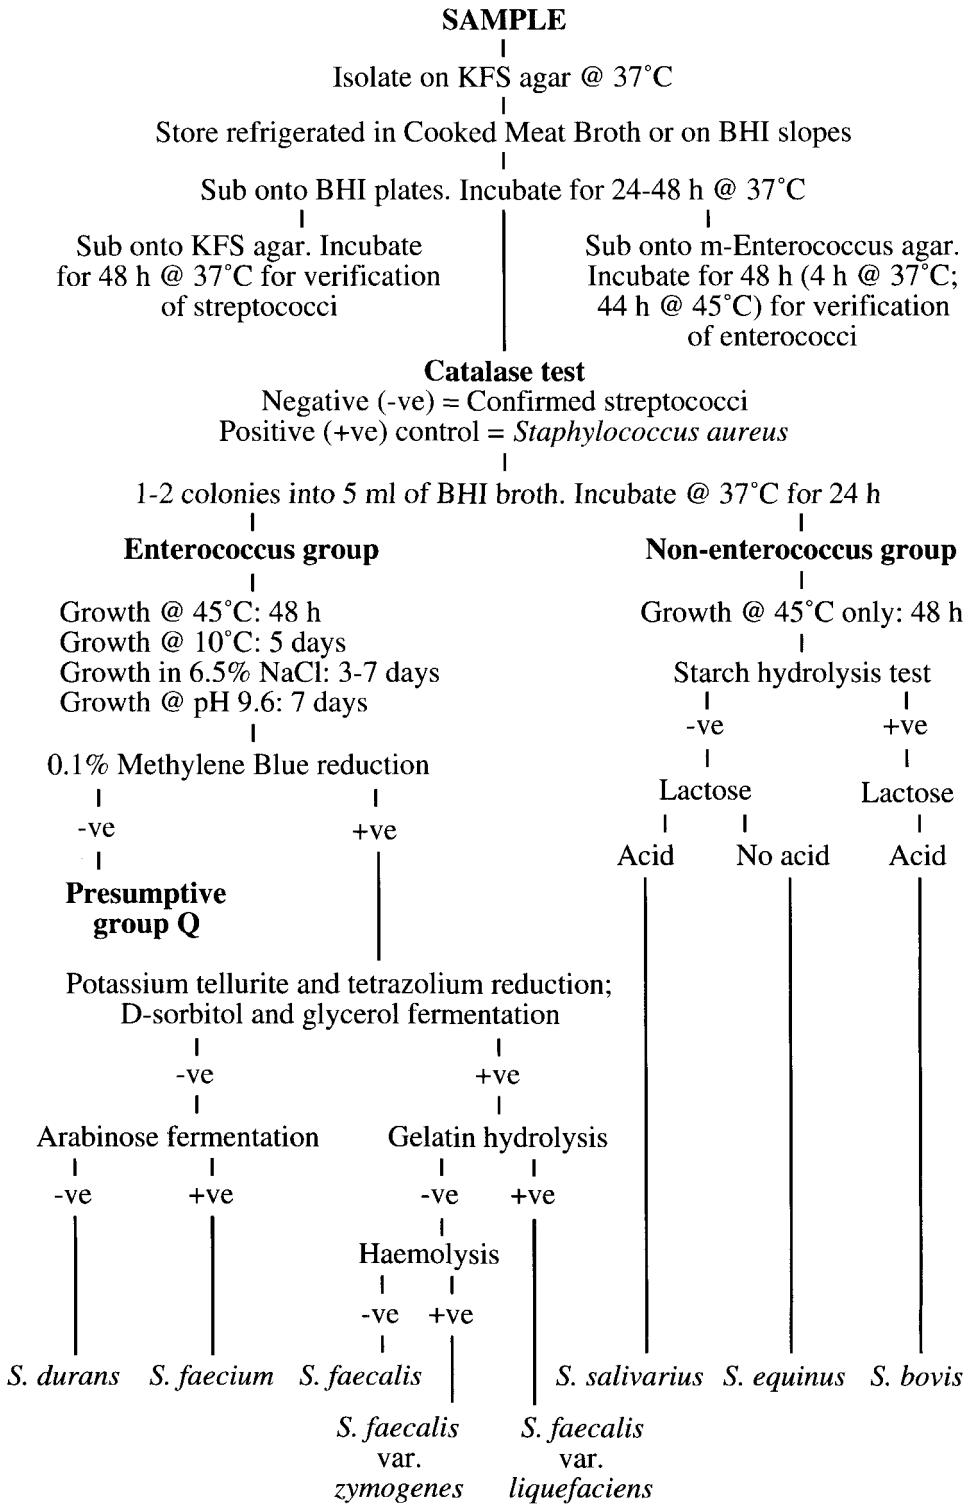 SAMPLE
Isolate on KFS agar @ 37°C
Store refrigerated in Cooked Meat Broth or on BHI slopes
Sub onto BHI plates. Incubate for 24-48 h @ 37°C
Sub onto KFS agar. Incubate
for 48 h @ 37°C for verification
of streptococci
Sub onto m-Enterococcus agar.
Incubate for 48 h (4 h @ 37°C;
44 h @ 45°C) for verification
of enterococci
Catalase test
Negative (-ve) = Confirmed streptococci
Positive (+ve) control = Staphylococcus aureus
1-2 colonies into 5 ml of BHI broth. Incubate @ 37°C for 24 h
Enterococcus group
Growth @ 45°C: 48 h
Growth @ 10°C: 5 days
Growth in 6.5% NaCl: 3-7 days
Growth @ pH 9.6: 7 days
0.1% Methylene Blue reduction
-ve
+ve
Presumptive
group Q
Potassium tellurite and tetrazolium reduction;
D-sorbitol and glycerol fermentation
-ve
+ve
Arabinose fermentation
Gelatin hydrolysis
-ve
+ve
-ve
+ve
Haemolysis
-ve
+ve
S. durans
S. faecium
S. faecalis
S. faecalis
var.
zymogenes
S. faecalis
var.
liquefaciens
Non-enterococcus group
Growth @ 45°C only: 48 h
Starch hydrolysis test
-ve
+ve
Lactose
Lactose
Acid
No acid
Acid
S. salivarius
S. equinus
S. bovis